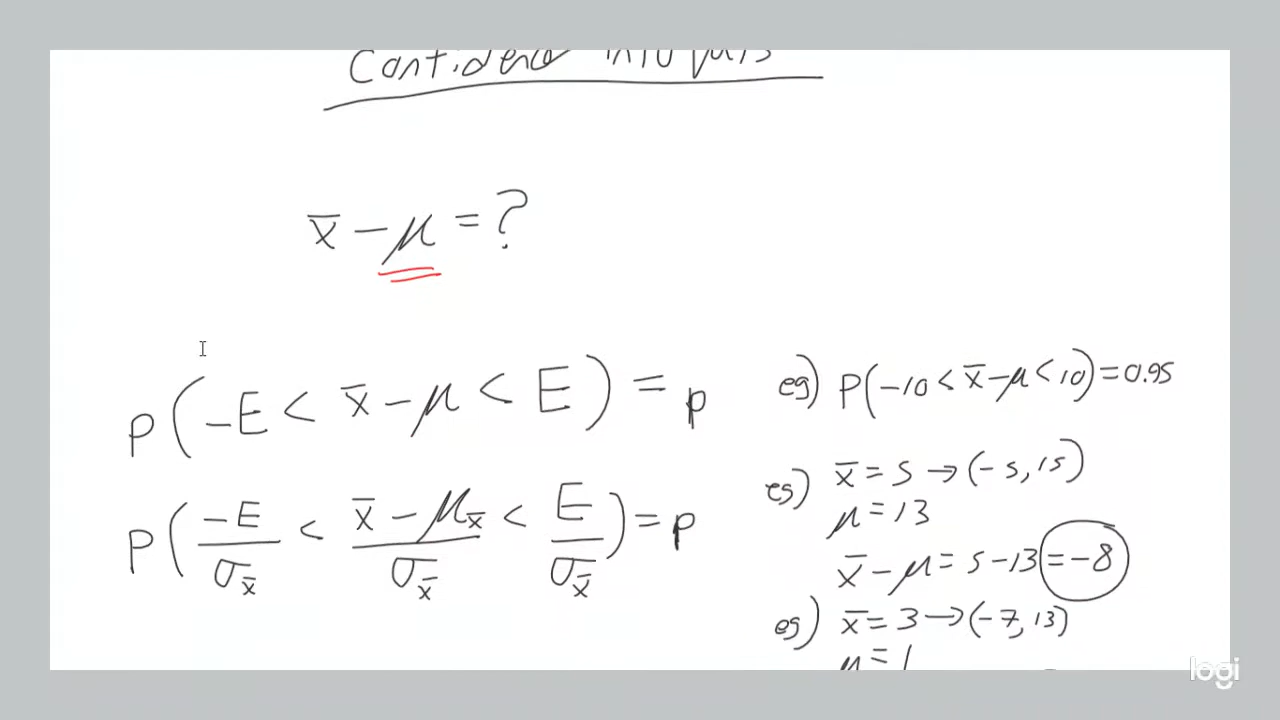 Confidence intervals
x̄ − μ = ?
P(−E < x̄ − μ < E) = p
P(−E/σx̄ < x̄ − μx̄/σx̄ < E/σx̄) = p
eg) P(−10 < x̄ − μ < 10) = 0.95
eg) x̄ = 5 → (−5, 15)
μ = 13
x̄ − μ = 5 − 13 = −8
eg) x̄ = 3 → (−7, 13)
μ = 1
logi